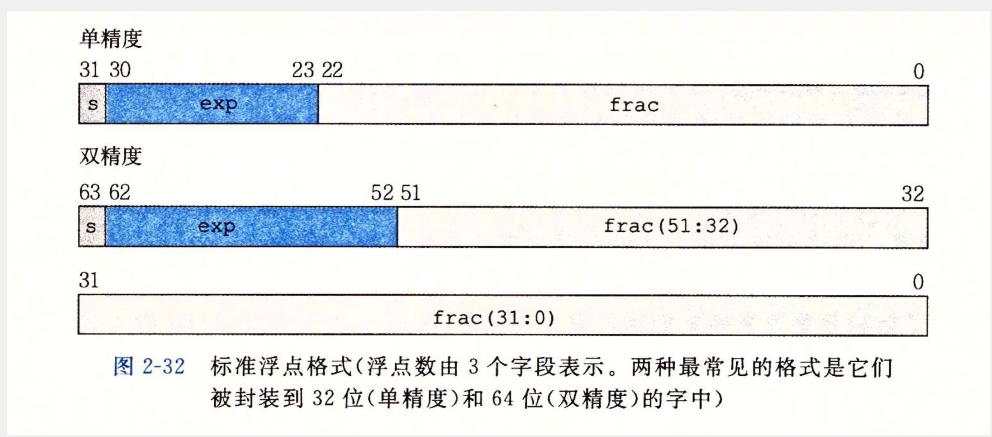 单精度
31 30 23 22 0
s exp frac
双精度
63 62 52 51 32
s exp frac(51:32)
31 0
frac(31:0)
图 2-32 标准浮点格式(浮点数由 3 个字段表示。两种最常见的格式是它们
被封装到 32 位(单精度)和 64 位(双精度)的字中)